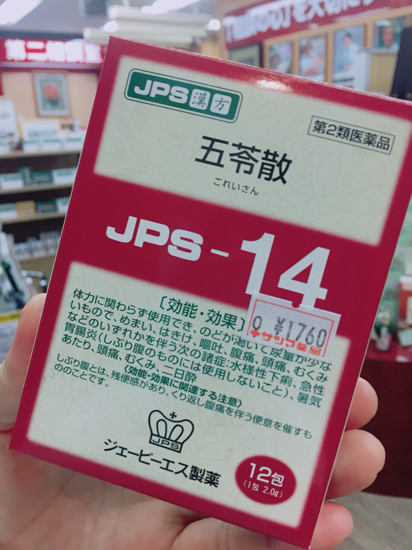 JPS漢方
第2類医薬品
五苓散
ごれいさん
JPS-14
〔効能・効果〕
体力に関わらず使用でき、のどが渇いて尿量が少な
いもので、めまい、はきけ、嘔吐、腹痛、頭痛、むくみ
などのいずれかを伴う次の諸症:水様性下痢、急性
胃腸炎(しぶり腹のものには使用しないこと)、暑気
あたり、頭痛、むくみ、二日酔
〈効能・効果に関連する注意〉
しぶり腹とは、残便感があり、くり返し腹痛を伴う便意を催すも
ののことです。
¥1760
JPS
ジェーピーエス製薬
12包
(1包 2.0g)